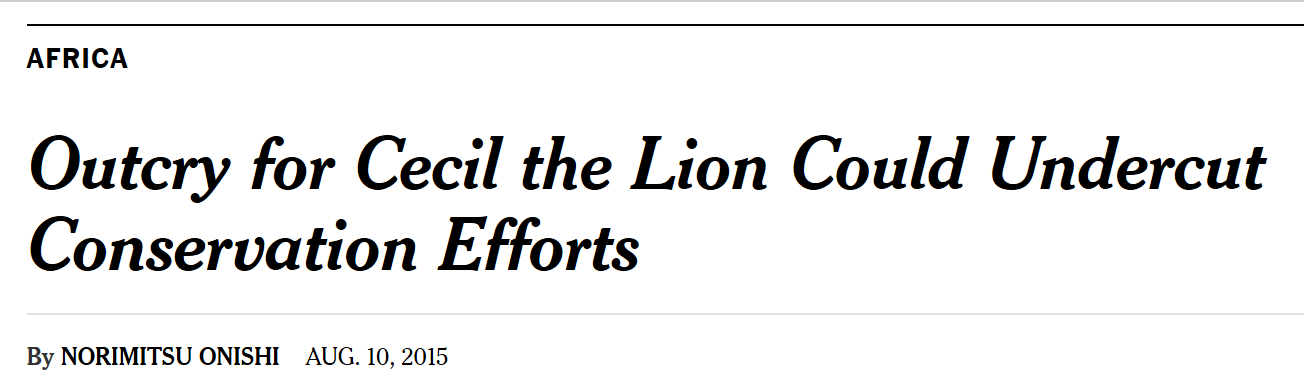 AFRICA
Outcry for Cecil the Lion Could Undercut
Conservation Efforts
By NORIMITSU ONISHI AUG. 10, 2015